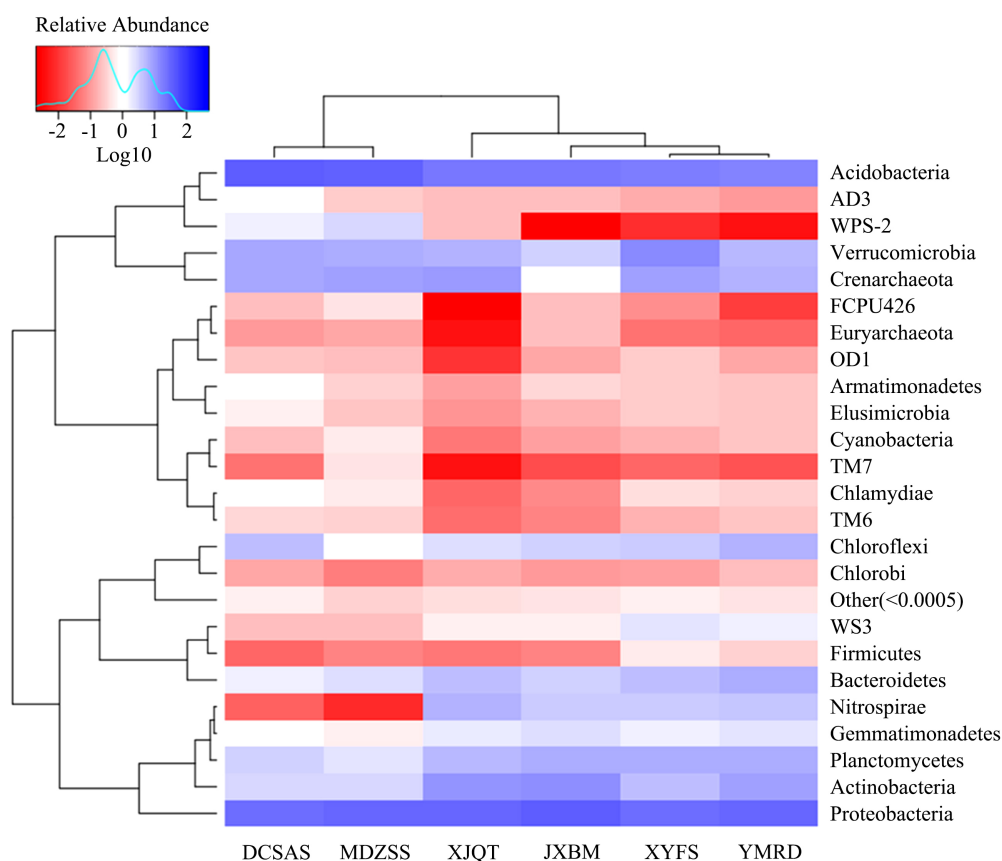 Relative Abundance
-2 -1 0 1 2
Log10
Acidobacteria
AD3
WPS-2
Verrucomicrobia
Crenarchaeota
FCPU426
Euryarchaeota
OD1
Armatimonadetes
Elusimicrobia
Cyanobacteria
TM7
Chlamydiae
TM6
Chloroflexi
Chlorobi
Other(<0.0005)
WS3
Firmicutes
Bacteroidetes
Nitrospirae
Gemmatimonadetes
Planctomycetes
Actinobacteria
Proteobacteria
DCSAS MDZSS XJQT JXBM XYFS YMRD